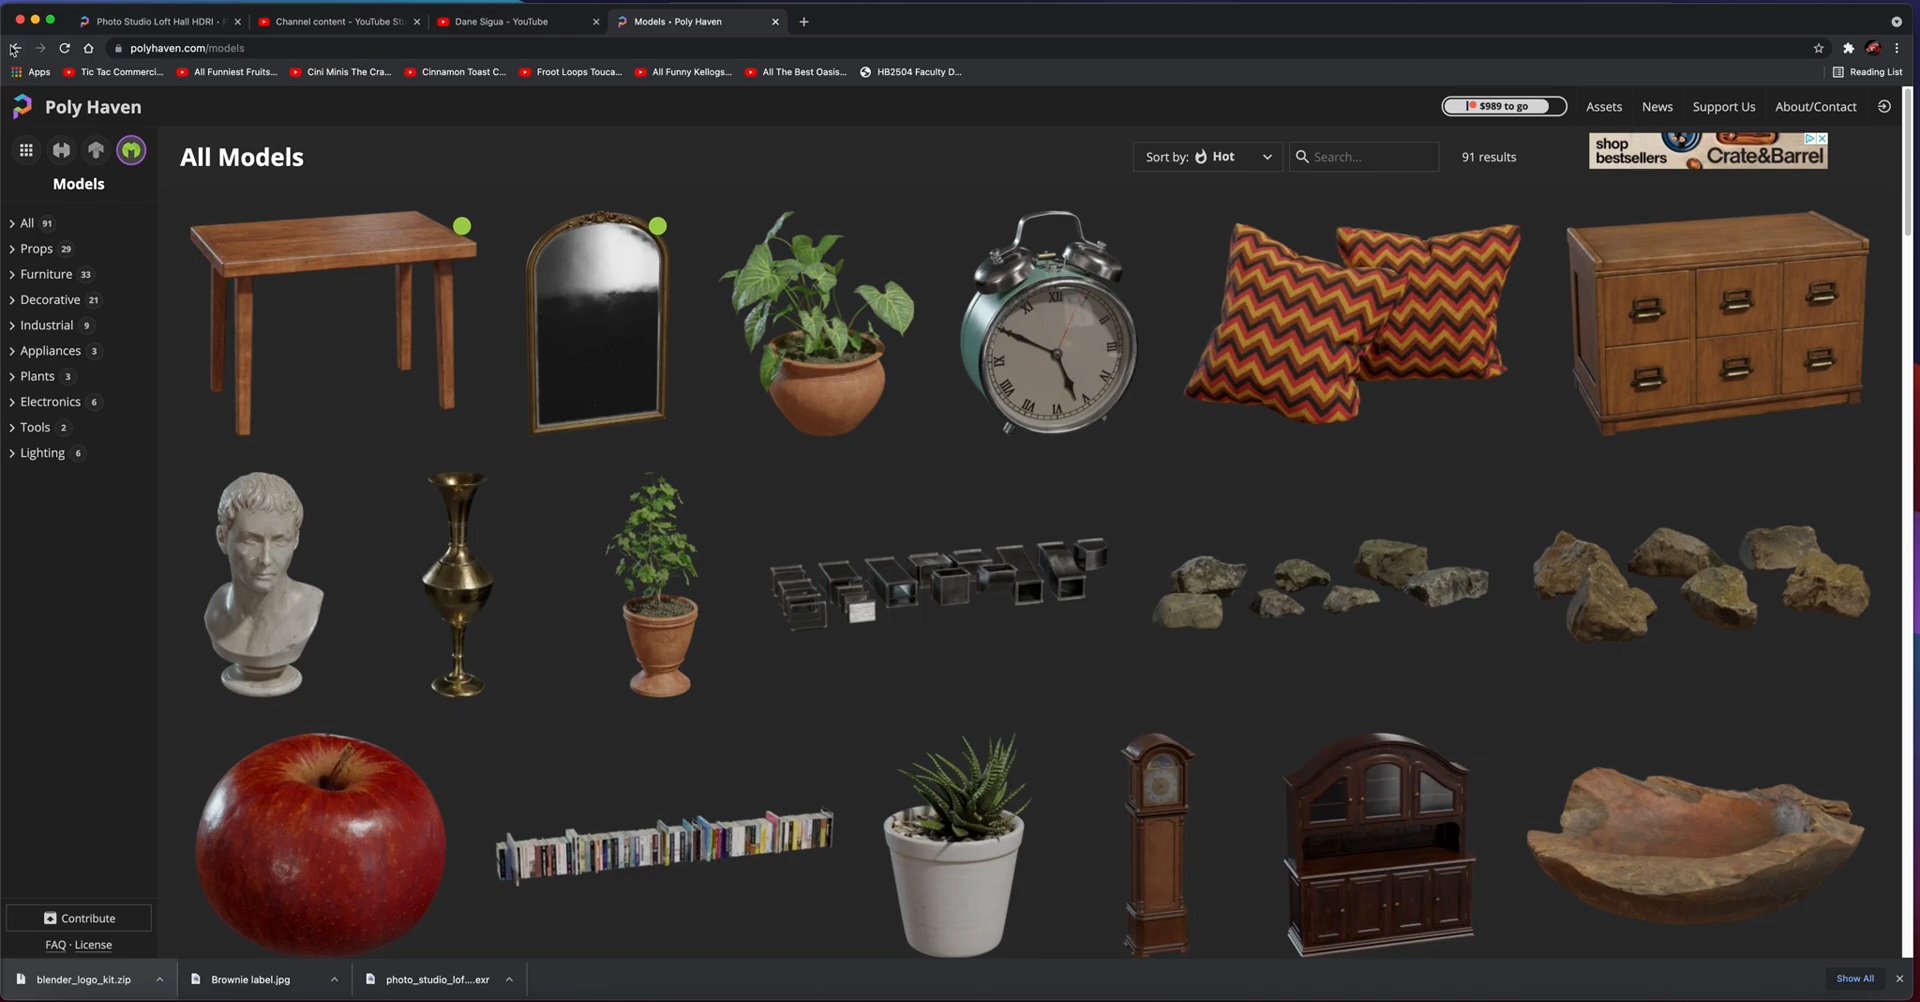 Photo Studio Loft Hall HDRI • P
Channel content - YouTube Stu
Dane Sigua - YouTube
Models • Poly Haven
polyhaven.com/models
Apps
Tic Tac Commerci...
All Funniest Fruits...
Cini Minis The Cra...
Cinnamon Toast C...
Froot Loops Touca...
All Funny Kellogs...
All The Best Oasis...
HB2504 Faculty D...
Reading List
Poly Haven
$989 to go
Assets
News
Support Us
About/Contact
Models
All 91
Props 29
Furniture 33
Decorative 21
Industrial 9
Appliances 3
Plants 3
Electronics 6
Tools 2
Lighting 6
All Models
Sort by: Hot
Search...
91 results
shop
bestsellers
Crate&Barrel
Contribute
FAQ · License
blender_logo_kit.zip
Brownie label.jpg
photo_studio_lof....exr
Show All